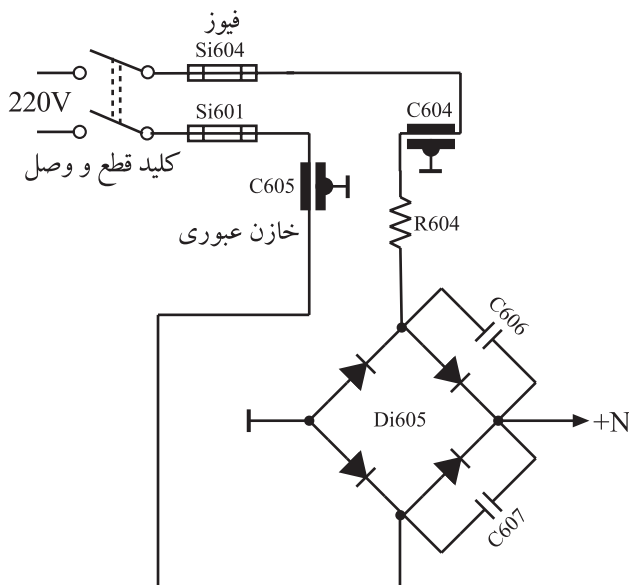 فیوز
Si604
220V
Si601
کلید قطع و وصل
C604
C605
خازن عبوری
R604
C606
Di605
+N
C607